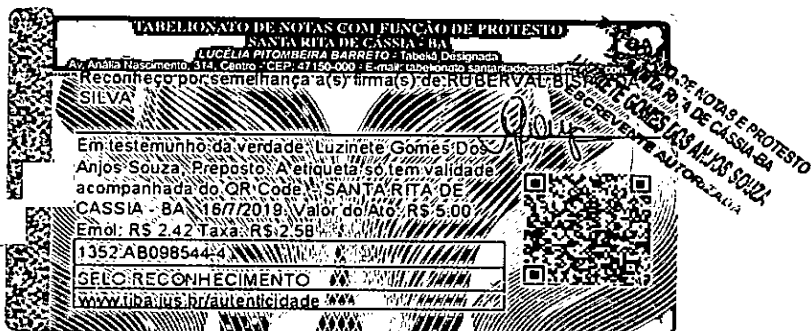 TABELIONATO DE NOTAS COM FUNÇÃO DE PROTESTO
SANTA RITA DE CÁSSIA - BA
LUCÉLIA PITOMBEIRA BARRETO - Tabeliã Designada
Av. Anália Nascimento, 314, Centro - CEP: 47150-000 - E-mail: tabelionato
Reconheço por semelhança a(s) firma(s) de RUBERVAL
SILVA
Em testemunho da verdade, Luzinete Gomes Dos
Anjos Souza, Preposto. A etiqueta só tem validade
acompanhada do QR Code. - SANTA RITA DE
CASSIA - BA, 16/7/2019. Valor do Ato: R$ 5.00
Emol: R$ 2.42 Taxa: R$ 2.58
1352.AB098544-4
SELO RECONHECIMENTO
www.tjba.jus.br/autenticidade
DE NOTAS E PROTESTO
SANTA RITA DE CASSIA-BA
GOMES DOS ANJOS SOUZA
ESCREVENTE AUTORIZADA